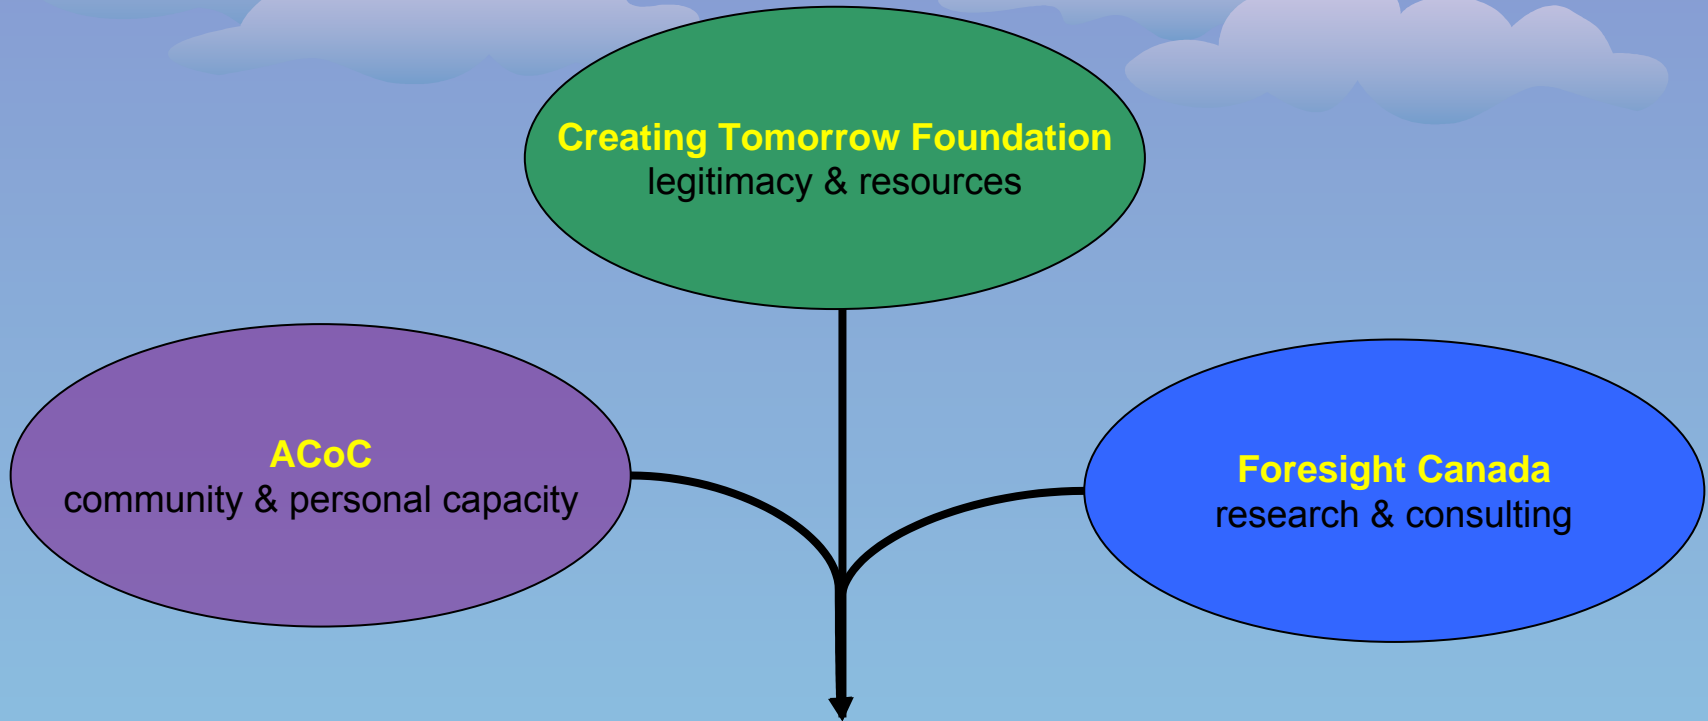 Creating Tomorrow Foundation
legitimacy & resources
ACoC
community & personal capacity
Foresight Canada
research & consulting